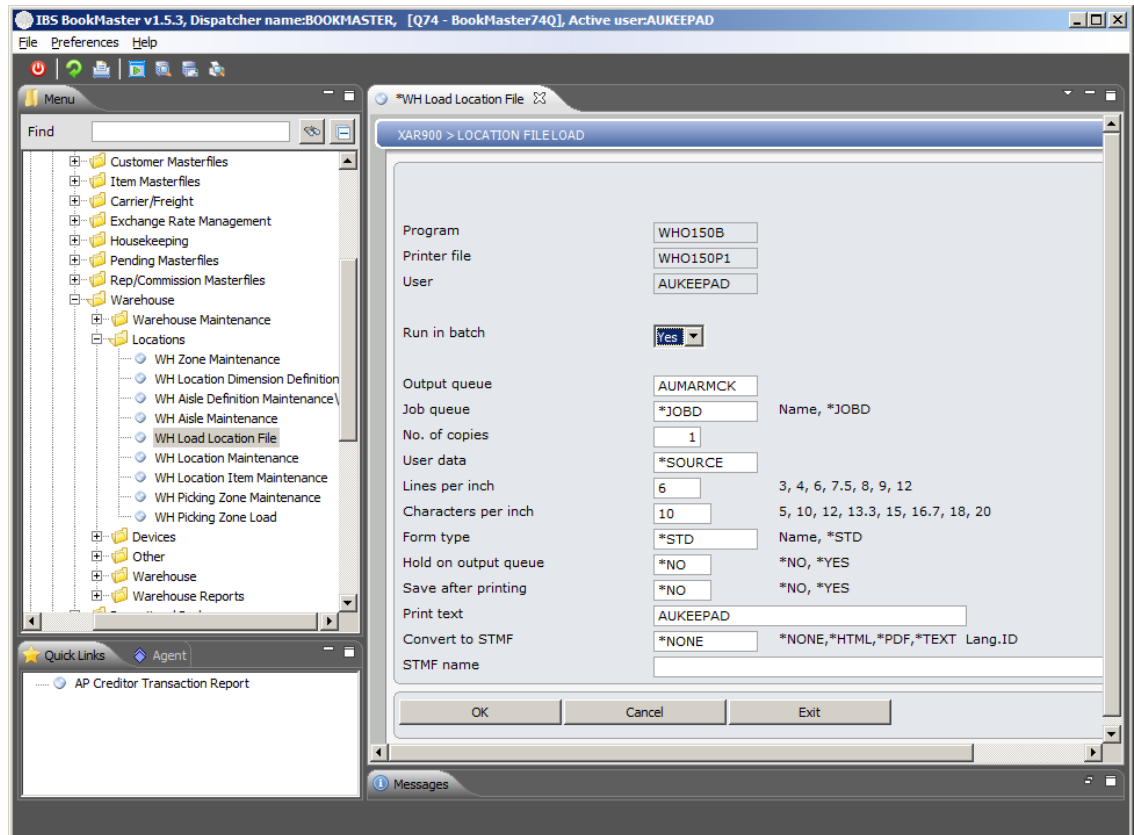 IBS BookMaster v1.5.3, Dispatcher name:BOOKMASTER, [Q74 - BookMaster74Q], Active user:AUKEEPAD
File Preferences Help
Menu
Find
Customer Masterfiles
Item Masterfiles
Carrier/Freight
Exchange Rate Management
Housekeeping
Pending Masterfiles
Rep/Commission Masterfiles
Warehouse
Warehouse Maintenance
Locations
WH Zone Maintenance
WH Location Dimension Definition
WH Aisle Definition Maintenance\
WH Aisle Maintenance
WH Load Location File
WH Location Maintenance
WH Location Item Maintenance
WH Picking Zone Maintenance
WH Picking Zone Load
Devices
Other
Warehouse
Warehouse Reports
Quick Links Agent
AP Creditor Transaction Report
*WH Load Location File
XAR900 > LOCATION FILE LOAD
Program WHO150B
Printer file WHO150P1
User AUKEEPAD
Run in batch Yes
Output queue AUMARMCK
Job queue *JOBD Name, *JOBD
No. of copies 1
User data *SOURCE
Lines per inch 6 3, 4, 6, 7.5, 8, 9, 12
Characters per inch 10 5, 10, 12, 13.3, 15, 16.7, 18, 20
Form type *STD Name, *STD
Hold on output queue *NO *NO, *YES
Save after printing *NO *NO, *YES
Print text AUKEEPAD
Convert to STMF *NONE *NONE,*HTML,*PDF,*TEXT Lang.ID
STMF name
OK Cancel Exit
Messages